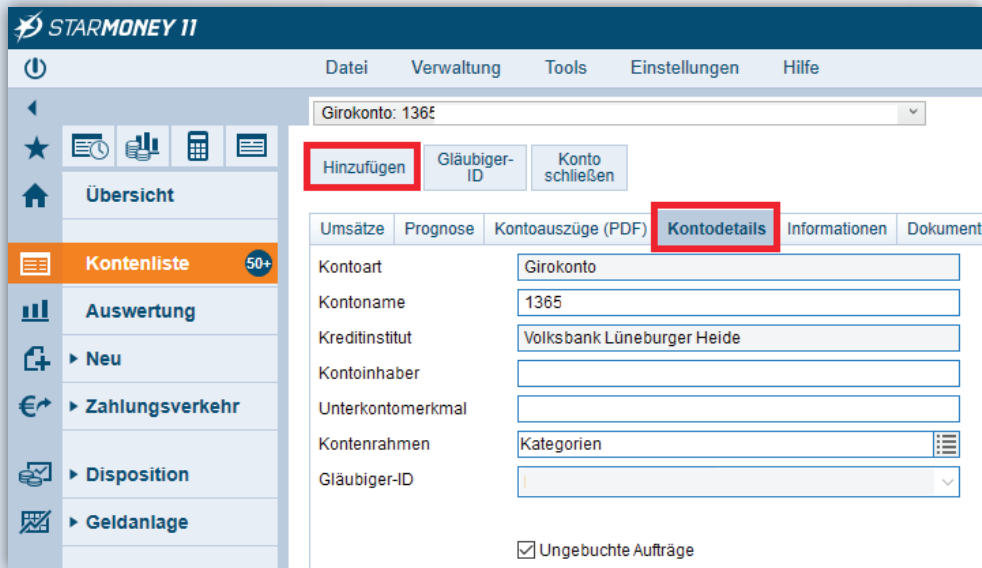 STARMONEY 11
Datei Verwaltung Tools Einstellungen Hilfe
Girokonto: 1365
Hinzufügen
Gläubiger-
ID
Konto
schließen
Übersicht
Kontenliste 50+
Auswertung
Neu
Zahlungsverkehr
Disposition
Geldanlage
Umsätze Prognose Kontoauszüge (PDF) Kontodetails Informationen Dokument
Kontoart Girokonto
Kontoname 1365
Kreditinstitut Volksbank Lüneburger Heide
Kontoinhaber
Unterkontomerkmal
Kontenrahmen Kategorien
Gläubiger-ID
Ungebuchte Aufträge